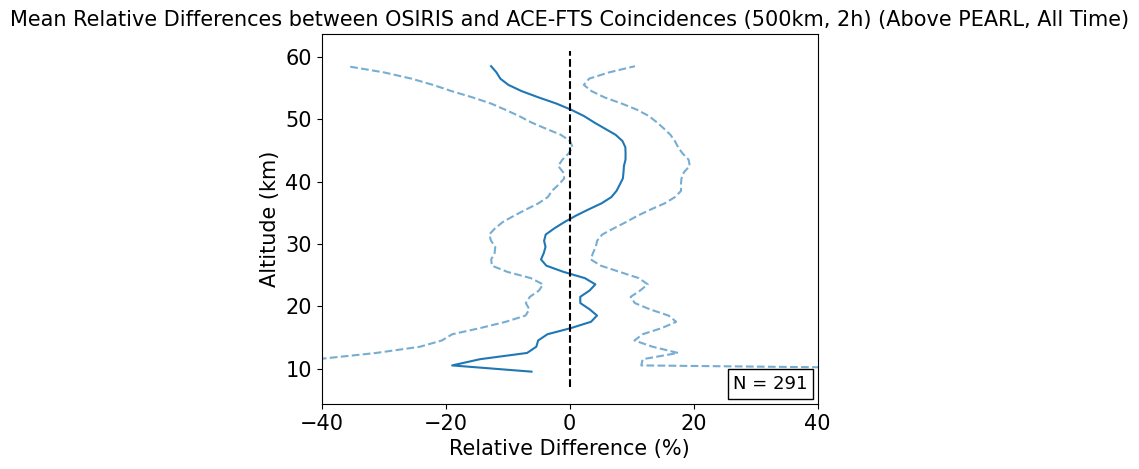 Mean Relative Differences between OSIRIS and ACE-FTS Coincidences (500km, 2h) (Above PEARL, All Time)
60
50
40
30
20
10
Altitude (km)
N = 291
−40
−20
0
20
40
Relative Difference (%)